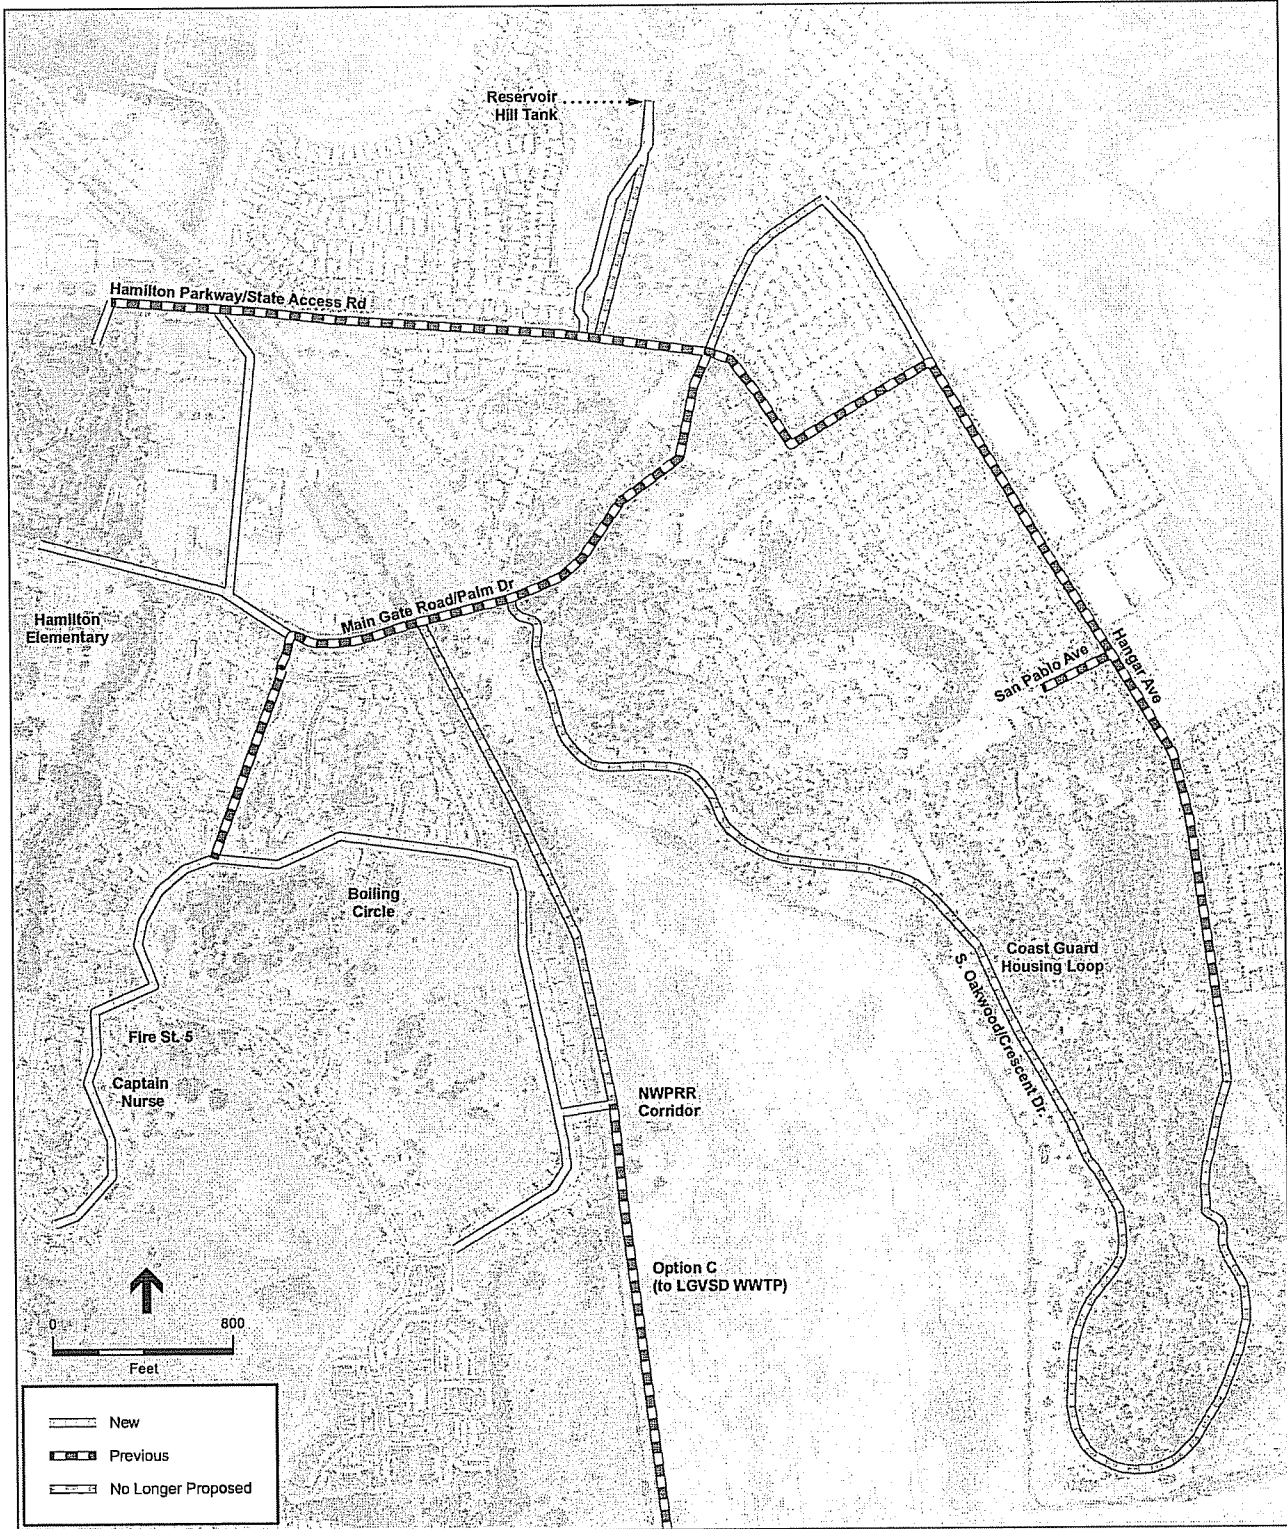 Reservoir
Hill Tank
Hamilton Parkway/State Access Rd
Main Gate Road/Palm Dr
Hamilton
Elementary
San Pablo Ave
Hangar Ave
Boiling
Circle
Coast Guard
Housing Loop
S. Oakwood/Crescent Dr.
Fire St. 5
Captain
Nurse
NWPRR
Corridor
Option C
(to LGVSD WWTP)
0 800
Feet
New
Previous
No Longer Proposed